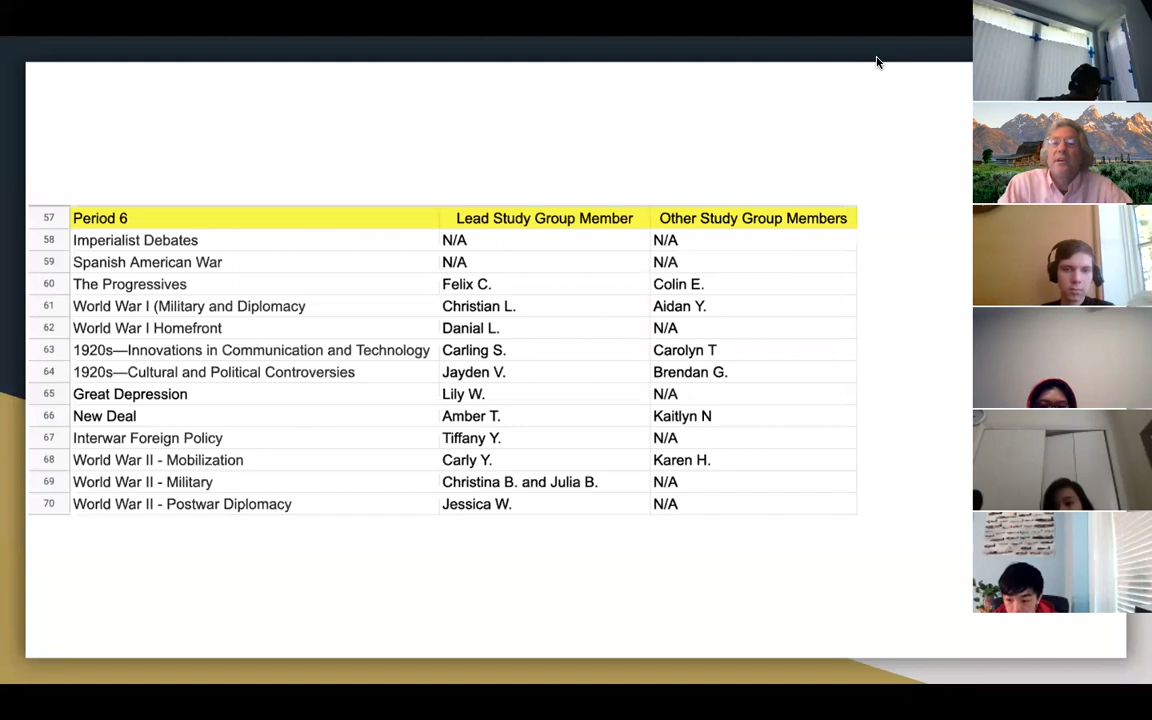 57 Period 6 Lead Study Group Member Other Study Group Members
58 Imperialist Debates N/A N/A
59 Spanish American War N/A N/A
60 The Progressives Felix C. Colin E.
61 World War I (Military and Diplomacy Christian L. Aidan Y.
62 World War I Homefront Danial L. N/A
63 1920s—Innovations in Communication and Technology Carling S. Carolyn T
64 1920s—Cultural and Political Controversies Jayden V. Brendan G.
65 Great Depression Lily W. N/A
66 New Deal Amber T. Kaitlyn N
67 Interwar Foreign Policy Tiffany Y. N/A
68 World War II - Mobilization Carly Y. Karen H.
69 World War II - Military Christina B. and Julia B. N/A
70 World War II - Postwar Diplomacy Jessica W. N/A